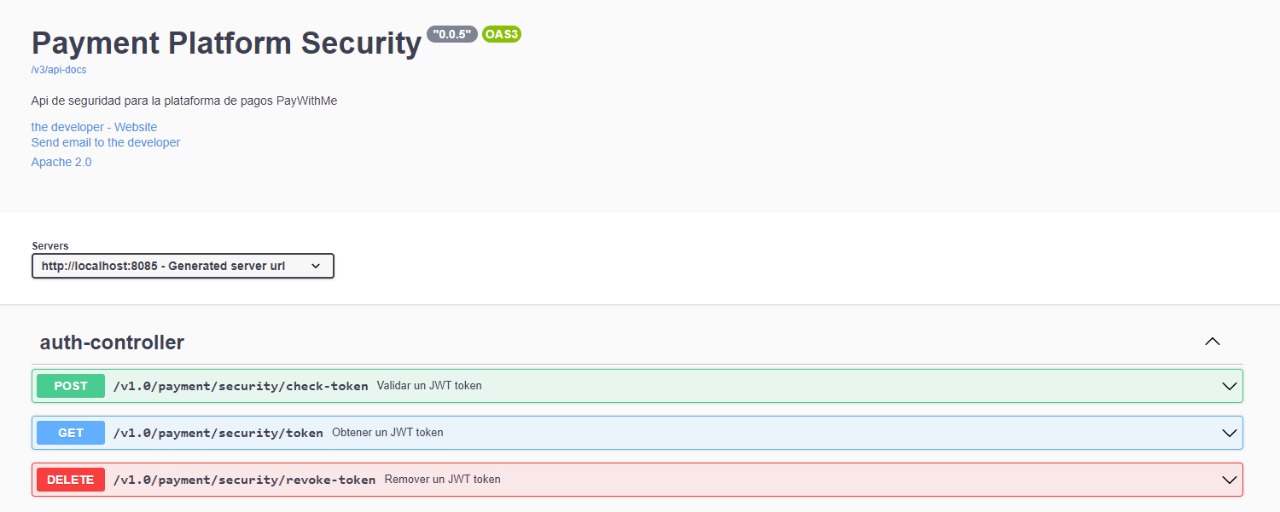 Payment Platform Security "0.0.5" OAS3
/v3/api-docs
Api de seguridad para la plataforma de pagos PayWithMe
the developer - Website
Send email to the developer
Apache 2.0
Servers
http://localhost:8085 - Generated server url
auth-controller
POST /v1.0/payment/security/check-token Validar un JWT token
GET /v1.0/payment/security/token Obtener un JWT token
DELETE /v1.0/payment/security/revoke-token Remover un JWT token